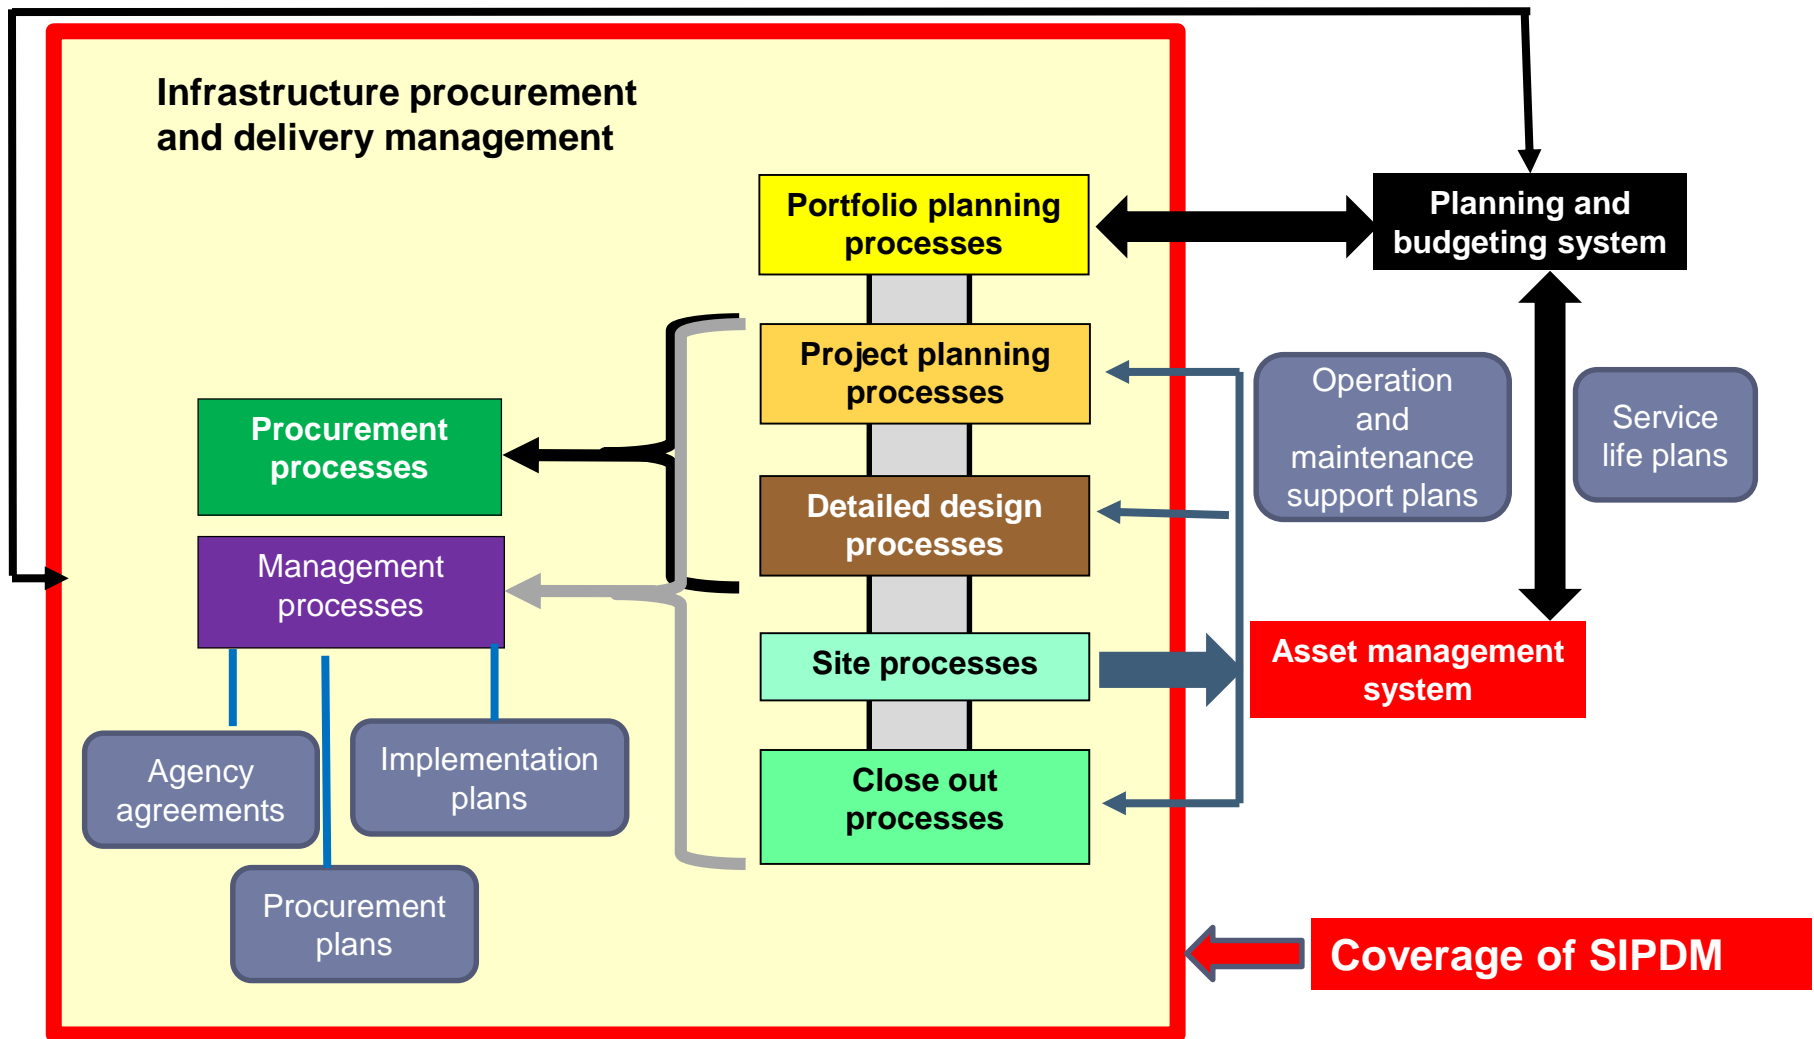 Infrastructure procurement
and delivery management
Portfolio planning
processes
Planning and
budgeting system
Project planning
processes
Operation
and
maintenance
support plans
Service
life plans
Procurement
processes
Detailed design
processes
Management
processes
Site processes
Asset management
system
Agency
agreements
Implementation
plans
Close out
processes
Procurement
plans
Coverage of SIPDM